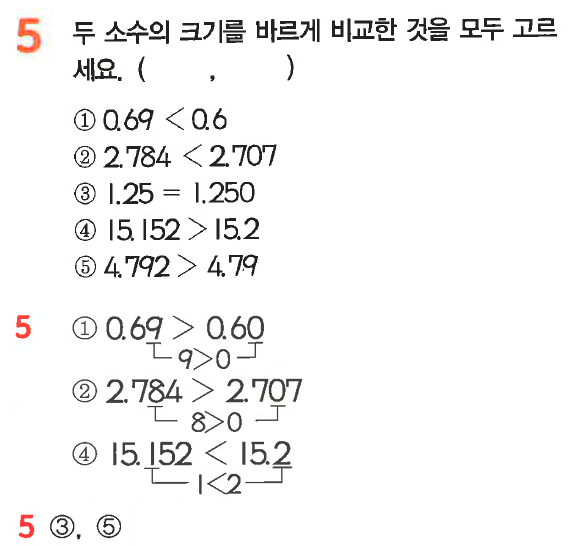 5 두 소수의 크기를 바르게 비교한 것을 모두 고르
세요. (     ,     )
① 0.69 < 0.6
② 2.784 < 2.707
③ 1.25 = 1.250
④ 15.152 > 15.2
⑤ 4.792 > 4.79
5 ① 0.69 > 0.60
9>0
② 2.784 > 2.707
8>0
④ 15.152 < 15.2
1<2
5 ③, ⑤